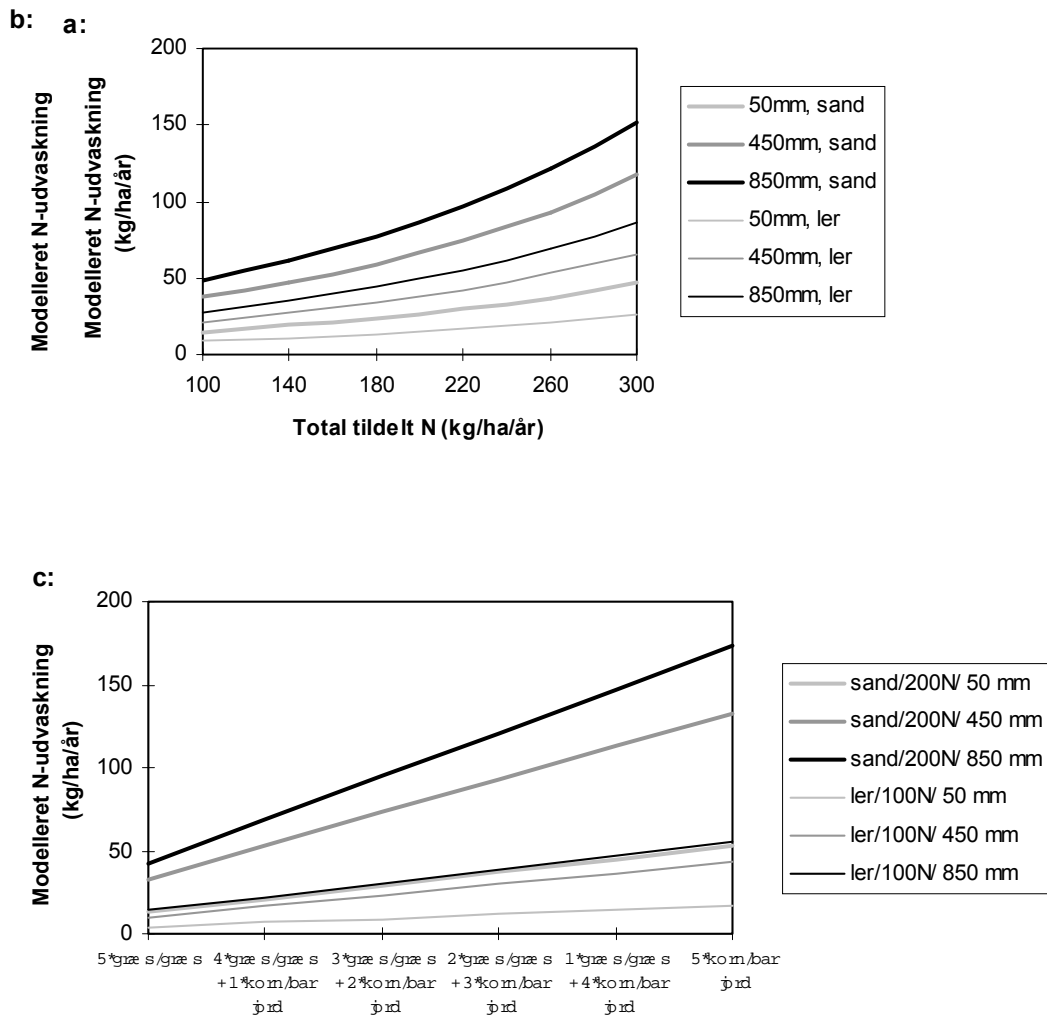 b:
a:
Modelleret N-udvaskning
Modelleret N-udvaskning
(kg/ha/år)
200
150
100
50
0
100 140 180 220 260 300
Total tildelt N (kg/ha/år)
50mm, sand
450mm, sand
850mm, sand
50mm, ler
450mm, ler
850mm, ler
c:
Modelleret N-udvaskning
(kg/ha/år)
200
150
100
50
0
5*græs/græs 4*græs/græs 3*græs/græs 2*græs/græs 1*græs/græs 5*korn/bar
+1*korn/bar +2*korn/bar +3*korn/bar +4*korn/bar jord
jord jord jord jord
sand/200N/ 50 mm
sand/200N/ 450 mm
sand/200N/ 850 mm
ler/100N/ 50 mm
ler/100N/ 450 mm
ler/100N/ 850 mm